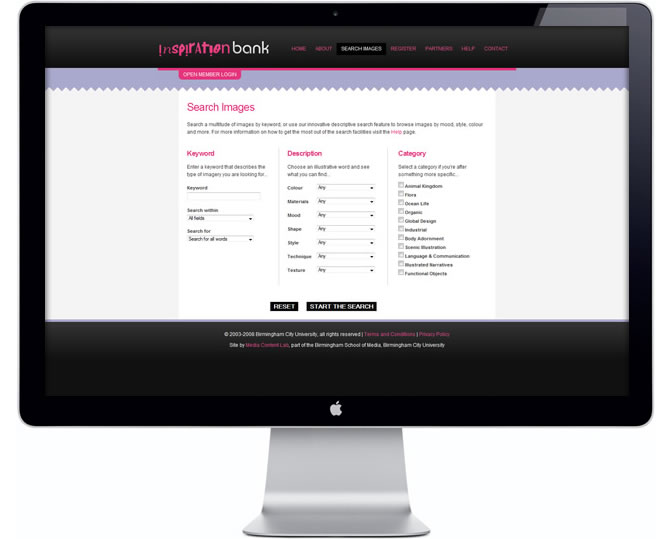 inspiration bank
HOME ABOUT SEARCH IMAGES REGISTER PARTNERS HELP CONTACT
OPEN MEMBER LOGIN
Search Images
Search a multitude of images by keyword, or use our innovative descriptive search feature to browse images by mood, style, colour
and more. For more information on how to get the most out of the search facilities visit the Help page.
Keyword
Enter a keyword that describes the
type of imagery you are looking for...
Keyword
Search within
All fields
Search for
Search for all words
Description
Choose an illustrative word and see
what you can find...
Colour Any
Materials Any
Mood Any
Shape Any
Style Any
Technique Any
Texture Any
Category
Select a category if you're after
something more specific...
Animal Kingdom
Flora
Ocean Life
Organic
Global Design
Industrial
Body Adornment
Scenic Illustration
Language & Communication
Illustrated Narratives
Functional Objects
RESET START THE SEARCH
© 2003-2008 Birmingham City University, all rights reserved | Terms and Conditions | Privacy Policy
Site by Media Content Lab, part of the Birmingham School of Media, Birmingham City University